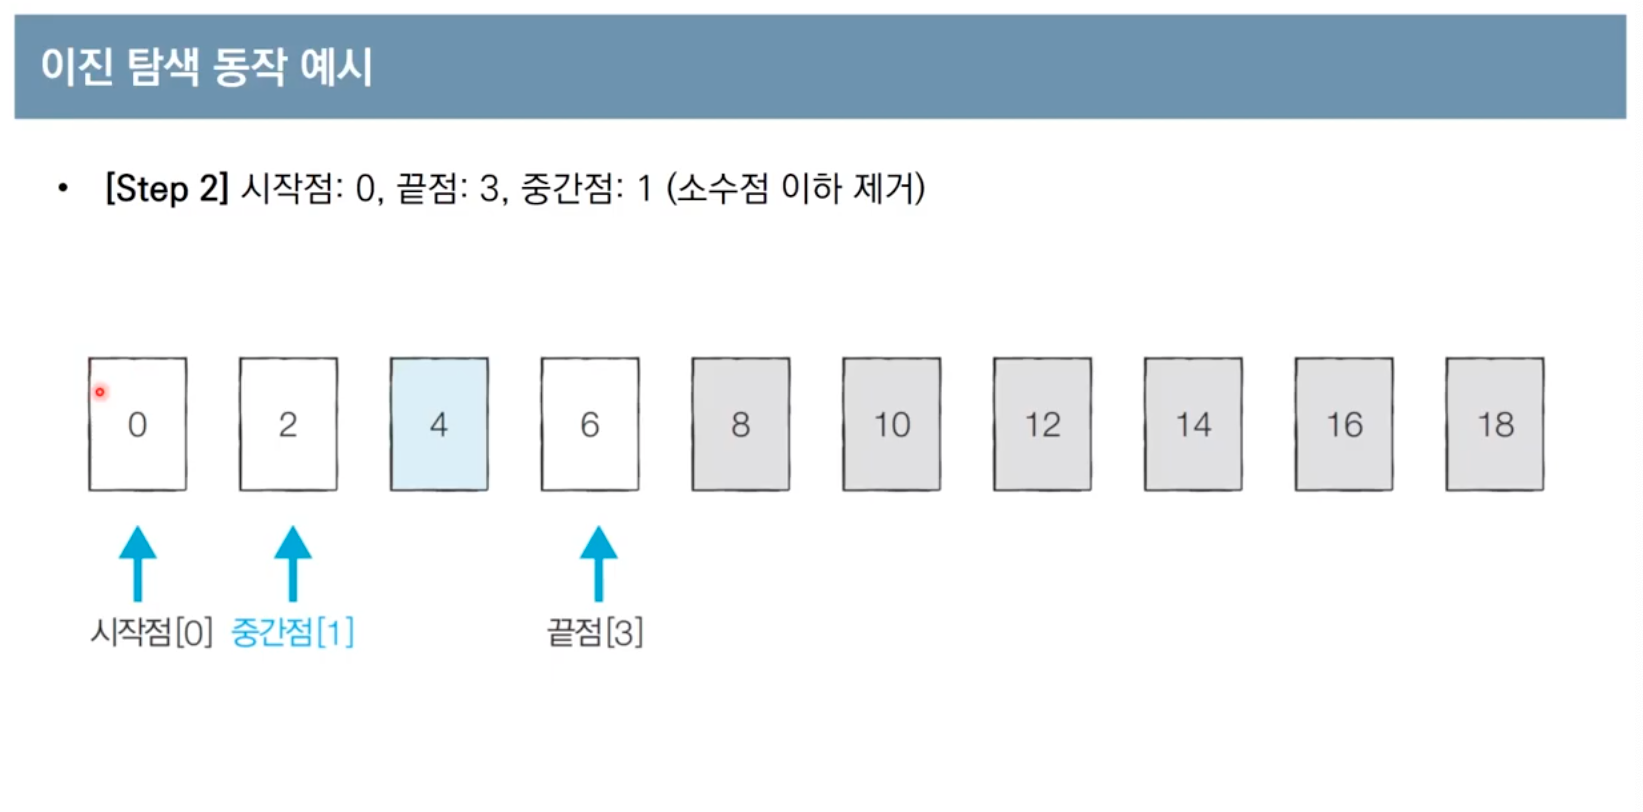 이진 탐색 동작 예시
• [Step 2] 시작점: 0, 끝점: 3, 중간점: 1 (소수점 이하 제거)
0 2 4 6 8 10 12 14 16 18
시작점[0] 중간점[1] 끝점[3]